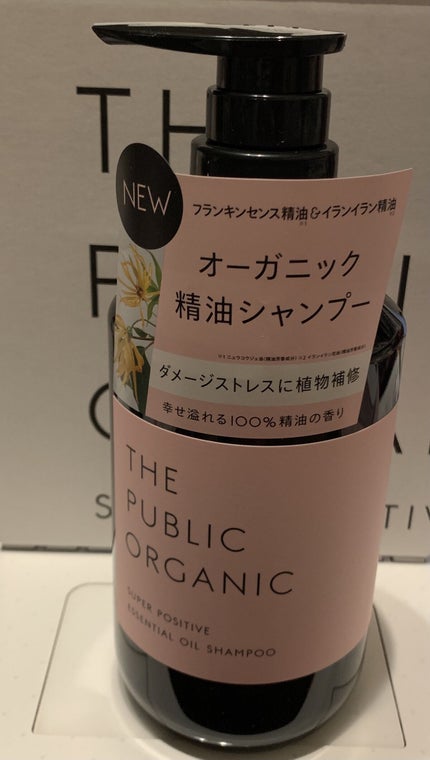 NEW
フランキンセンス精油&イランイラン精油
オーガニック
精油シャンプー
ダメージストレスに植物補修
幸せ溢れる100%精油の香り
THE
PUBLIC
ORGANIC
SUPER POSITIVE
ESSENTIAL OIL SHAMPOO
TH